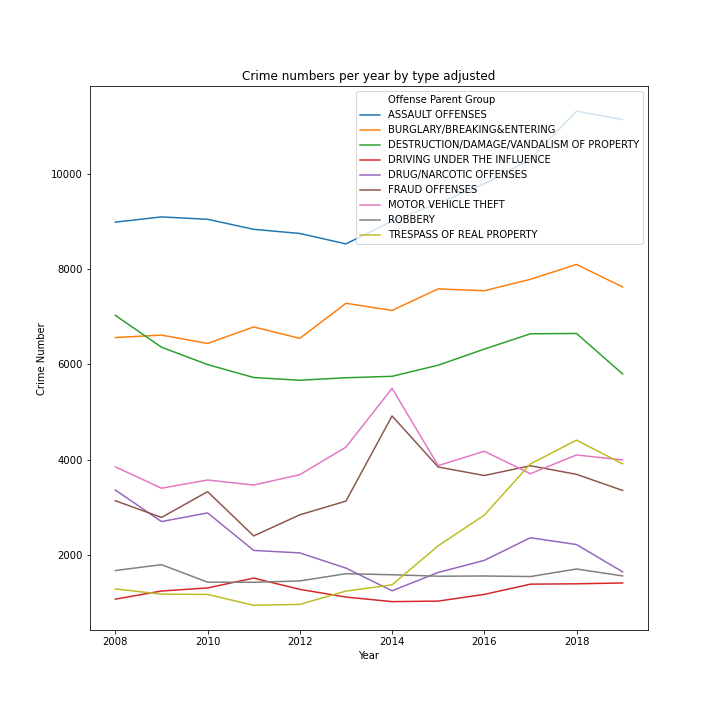 Crime numbers per year by type adjusted
Offense Parent Group
ASSAULT OFFENSES
BURGLARY/BREAKING&ENTERING
DESTRUCTION/DAMAGE/VANDALISM OF PROPERTY
DRIVING UNDER THE INFLUENCE
DRUG/NARCOTIC OFFENSES
FRAUD OFFENSES
MOTOR VEHICLE THEFT
ROBBERY
TRESPASS OF REAL PROPERTY
10000
8000
6000
4000
2000
Crime Number
2008 2010 2012 2014 2016 2018
Year